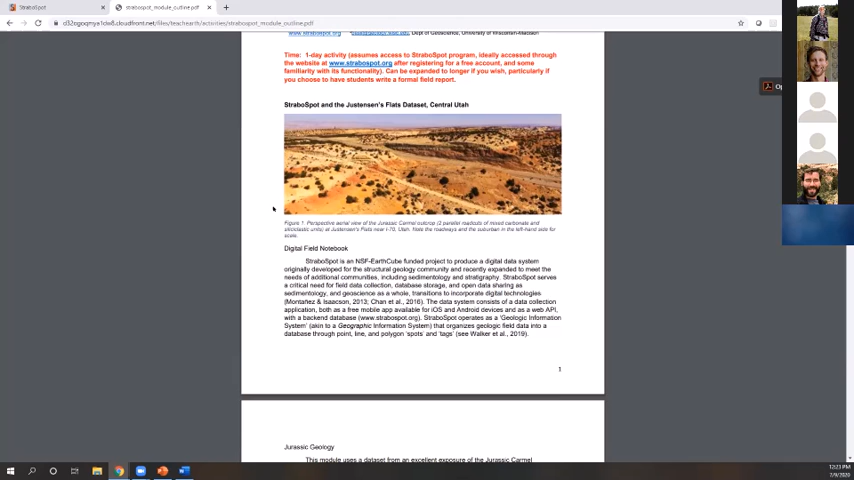 StraboSpot
strabospot_module_outline.pdf
/files/teachearth/activities/strabospot_module_outline.pdf
www.strabospot.org
Dept of Geoscience, University of Wisconsin-Madison
Time: 1-day activity (assumes access to StraboSpot program, ideally accessed through
the website at www.strabospot.org after registering for a free account, and some
familiarity with its functionality). Can be expanded to longer if you wish, particularly if
you choose to have students write a formal field report.
StraboSpot and the Justensen's Flats Dataset, Central Utah
Figure 1. Perspective aerial view of the Jurassic Carmel outcrop (3 parallel roadcuts of mixed carbonate and
siliciclastic units) at Justensen's Flats near I-70, Utah. Note the roadways and the suburban in the left-hand side for
scale.
Digital Field Notebook
StraboSpot is an NSF-EarthCube funded project to produce a digital data system
originally developed for the structural geology community and recently expanded to meet the
needs of additional communities, including sedimentology and stratigraphy. StraboSpot serves
a critical need for field data collection, database storage, and open data sharing as
sedimentology, and geoscience as a whole, transitions to incorporate digital technologies
(Montañez & Isaacson, 2013; Chan et al., 2016). The data system consists of a data collection
application, both as a free mobile app available for iOS and Android devices and as a web API,
with a backend database (www.strabospot.org). StraboSpot operates as a 'Geologic Information
System' (akin to a Geographic Information System) that organizes geologic field data into a
database through point, line, and polygon 'spots' and 'tags' (see Walker et al., 2019).
1
Jurassic Geology
This module uses a dataset from an excellent exposure of the Jurassic Carmel
12:23 PM
7/9/2020